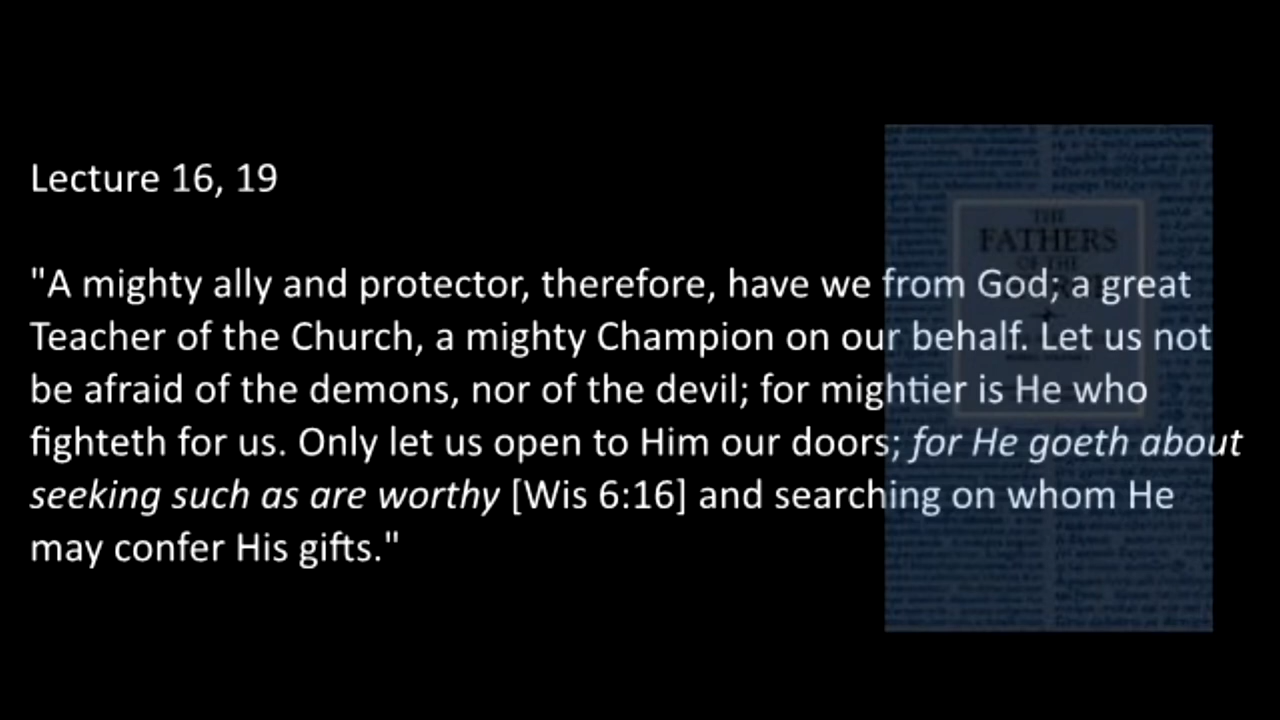 Lecture 16, 19
"A mighty ally and protector, therefore, have we from God; a great
Teacher of the Church, a mighty Champion on our behalf. Let us not
be afraid of the demons, nor of the devil; for mightier is He who
fighteth for us. Only let us open to Him our doors; for He goeth about
seeking such as are worthy [Wis 6:16] and searching on whom He
may confer His gifts."
THE
FATHERS
OF THE